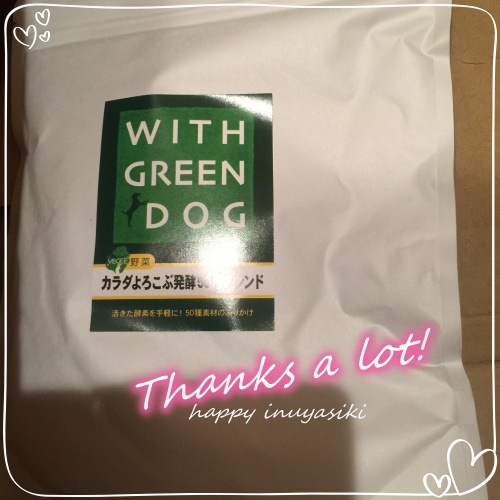 WITH
GREEN
DOG
VEGEE 野菜
カラダよろこぶ発酵
活きた酵素を手軽に!50種素材のふりかけ
Thanks a lot!
happy inuyasiki